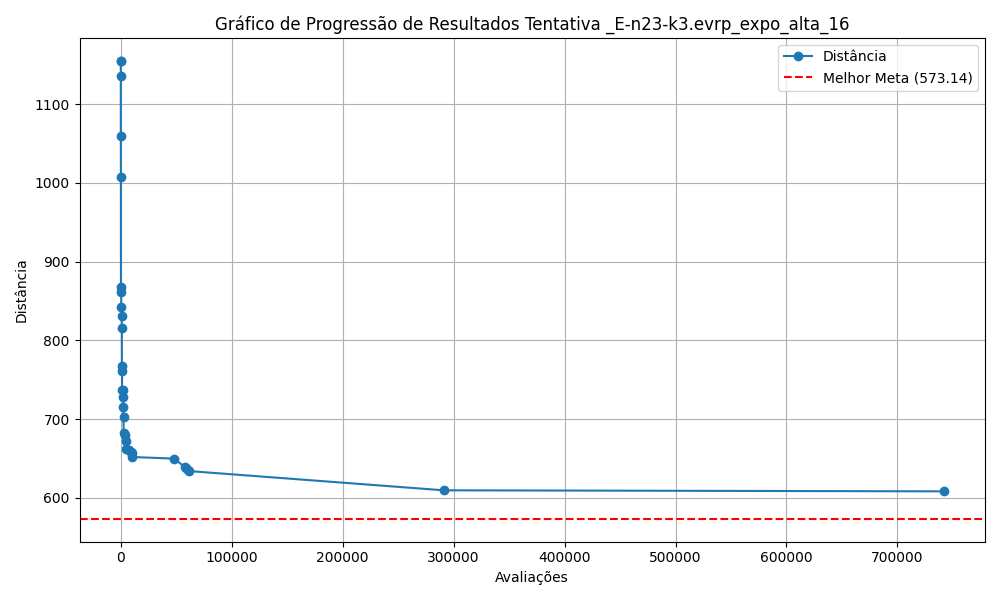 Gráfico de Progressão de Resultados Tentativa _E-n23-k3.evrp_expo_alta_16
Distância
Melhor Meta (573.14)
1100
1000
900
800
700
600
Distância
0 100000 200000 300000 400000 500000 600000 700000
Avaliações